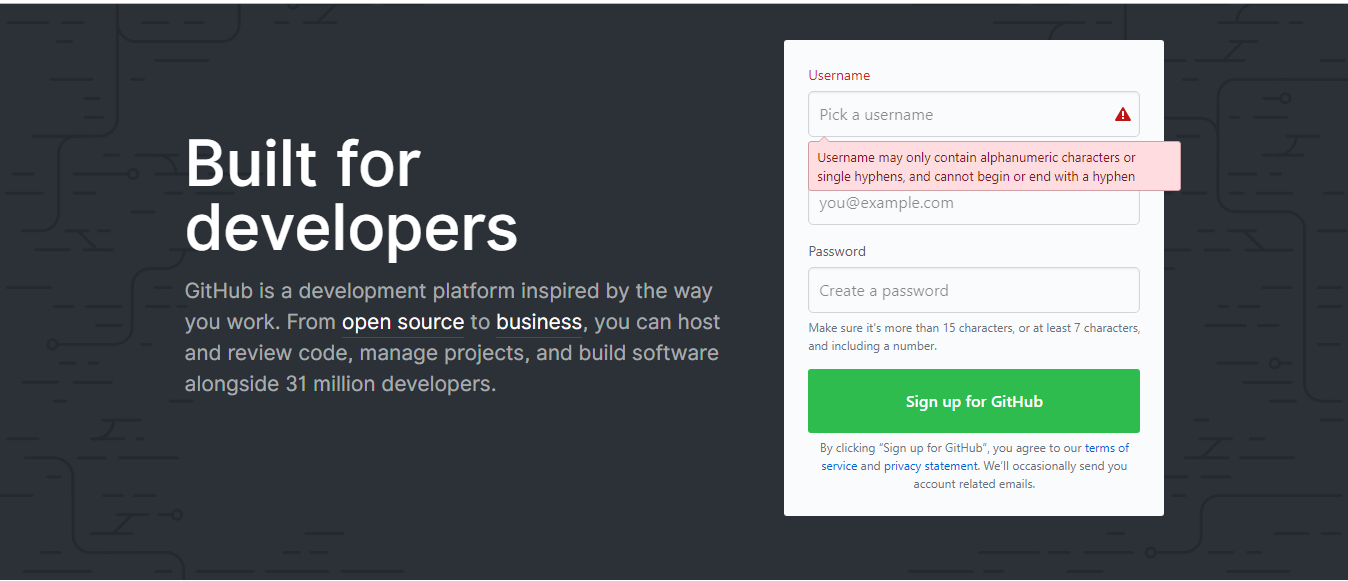 Built for
developers
GitHub is a development platform inspired by the way
you work. From open source to business, you can host
and review code, manage projects, and build software
alongside 31 million developers.
Username
Pick a username
Username may only contain alphanumeric characters or
single hyphens, and cannot begin or end with a hyphen
you@example.com
Password
Create a password
Make sure it's more than 15 characters, or at least 7 characters,
and including a number.
Sign up for GitHub
By clicking “Sign up for GitHub”, you agree to our terms of
service and privacy statement. We’ll occasionally send you
account related emails.